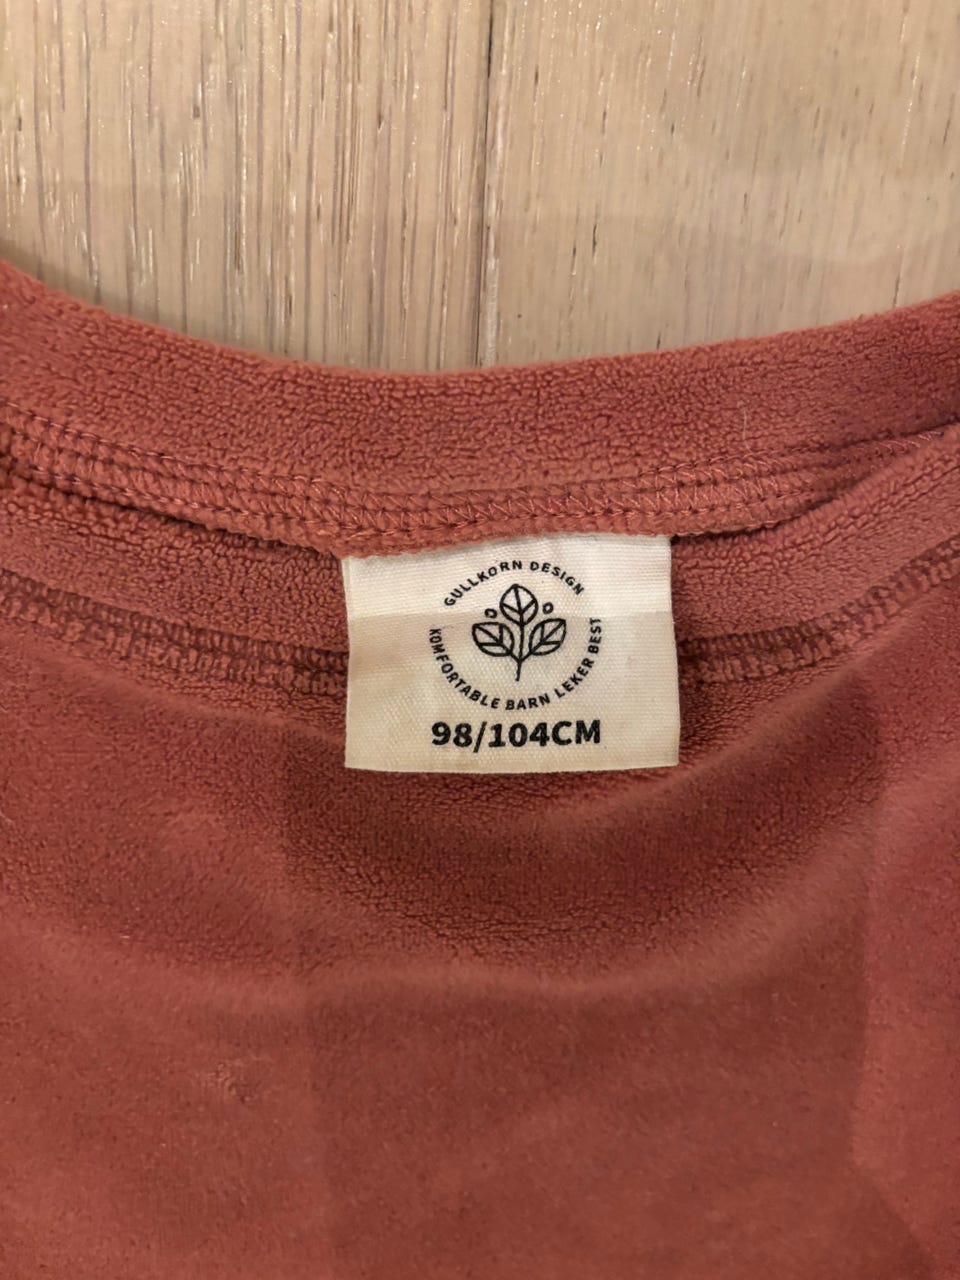 GULLKORN DESIGN
KOMFORTABLE BARN LEKER BEST
98/104CM